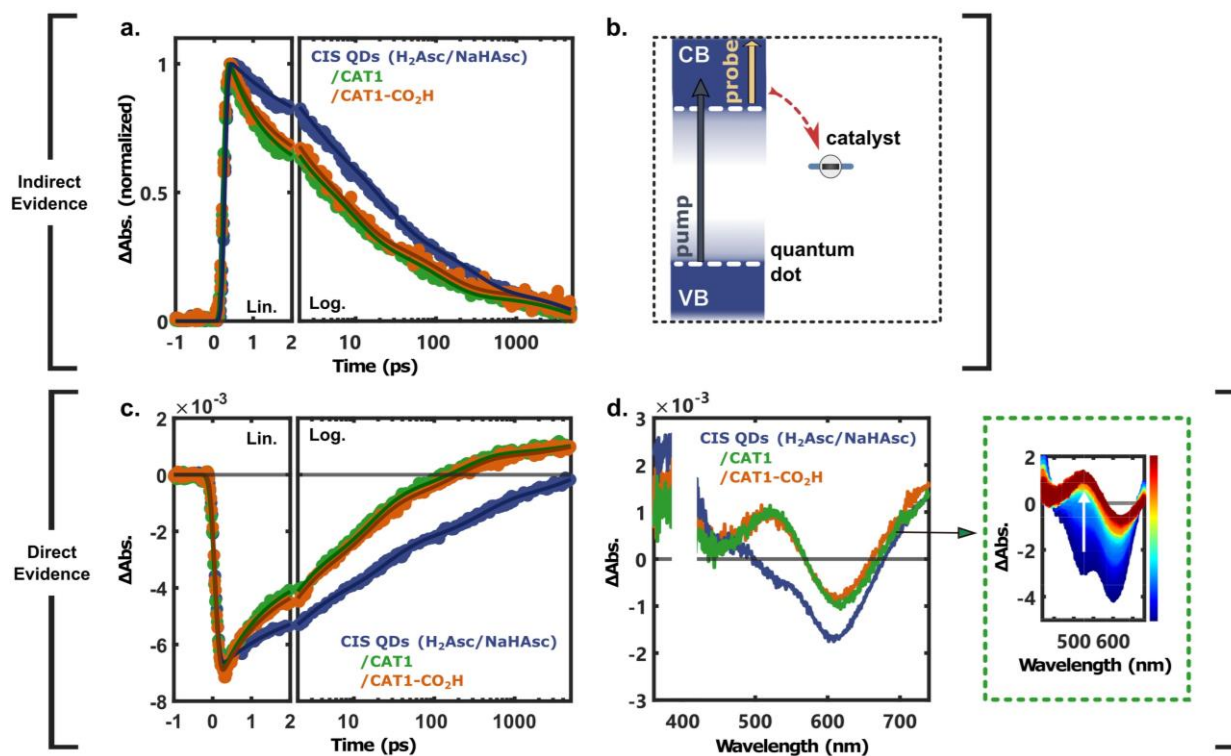 Indirect
Evidence
a.
ΔAbs. (normalized)
1
0.5
0
CIS QDs (H₂Asc/NaHAsc)
/CAT1
/CAT1-CO₂H
Lin.
Log.
-1 0 1 2 10 100 1000
Time (ps)
b.
CB
probe
catalyst
pump
quantum
dot
VB
Direct
Evidence
c.
×10⁻³
ΔAbs.
2
0
-2
-4
-6
-8
Lin.
Log.
CIS QDs (H₂Asc/NaHAsc)
/CAT1
/CAT1-CO₂H
-1 0 1 2 10 100 1000
Time (ps)
d.
×10⁻³
ΔAbs.
3
2
1
0
-1
-2
-3
CIS QDs (H₂Asc/NaHAsc)
/CAT1
/CAT1-CO₂H
400 500 600 700
Wavelength (nm)
ΔAbs.
2
0
-2
-4
500 600
Wavelength (nm)